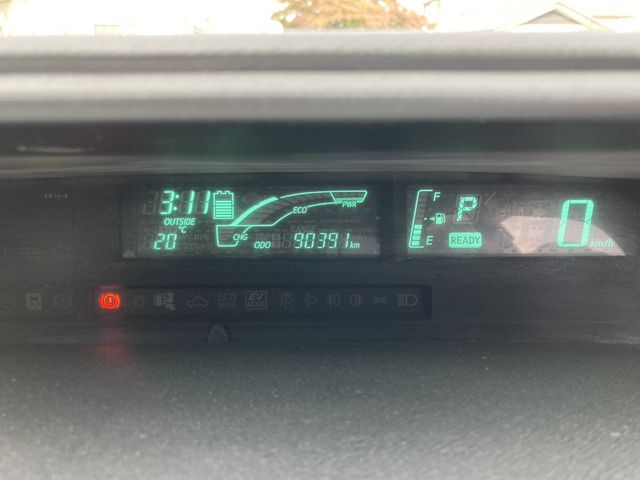 3:11
OUTSIDE
°C
20
ECO
PWR
CHG
ODO 90391 km
F
E
P
READY
0 km/h
ECO MODE
EV MODE